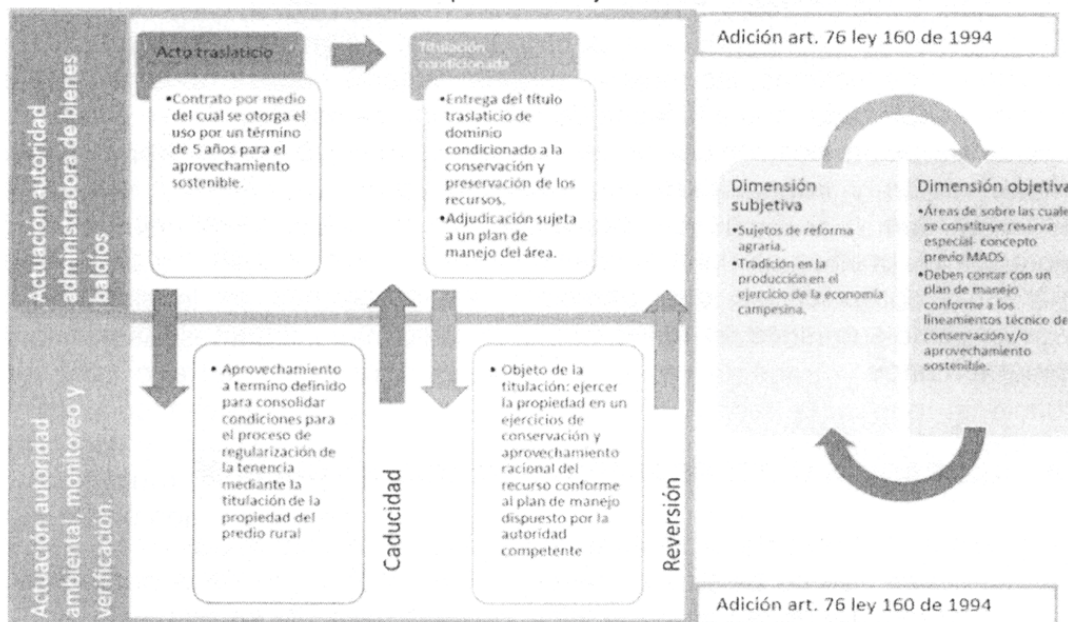 Actuación autoridad
administradora de bienes
baldíos
Acto traslaticio
•Contrato por medio
del cual se otorga el
uso por un término
de 5 años para el
aprovechamiento
sostenible.
Titulación
condicionada
•Entrega del título
traslaticio de
dominio
condicionado a la
conservación y
preservación de los
recursos.
•Adjudicación sujeta
a un plan de
manejo del área.
Actuación autoridad
ambiental, monitoreo y
verificación.
• Aprovechamiento
a termino definido
para consolidar
condiciones para
el proceso de
regularización de
la tenencia
mediante la
titulación de la
propiedad del
predio rural
Caducidad
• Objeto de la
titulación: ejercer
la propiedad en un
ejercicios de
conservación y
aprovechamiento
racional del
recurso conforme
al plan de manejo
dispuesto por la
autoridad
competente
Reversión
Adición art. 76 ley 160 de 1994
Dimensión
subjetiva
•Sujetos de reforma
agraria.
•Tradición en la
producción en el
ejercicio de la economía
campesina.
Dimensión objetiva
•Áreas de sobre las cuale
se constituye reserva
especial- concepto
previo MADS
•Deben contar con un
plan de manejo
conforme a los
lineamientos técnico de
conservación y/o
aprovechamiento
sostenible.
Adición art. 76 ley 160 de 1994